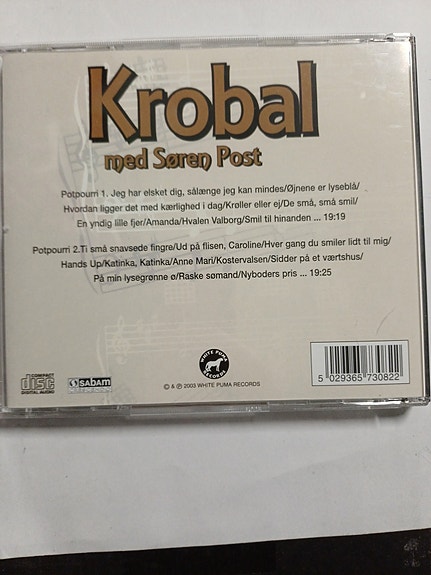 Krobal
med Søren Post
Potpourri 1. Jeg har elsket dig, sålænge jeg kan mindes/Øjnene er lyseblå/
Hvordan ligger det med kærlighed i dag/Krøller eller ej/De små, små smil/
En yndig lille fjer/Amanda/Hvalen Valborg/Smil til hinanden ... 19:19
Potpourri 2.Ti små snavsede fingre/Ud på flisen, Caroline/Hver gang du smiler lidt til mig/
Hands Up/Katinka, Katinka/Anne Mari/Kostervalsen/Sidder på et værtshus/
På min lysegrønne ø/Raske sømand/Nyboders pris ... 19:25
COMPACT
disc
DIGITAL AUDIO
sabam
WHITE PUMA
RECORDS
© & ℗ 2003 WHITE PUMA RECORDS
5 029365 730822